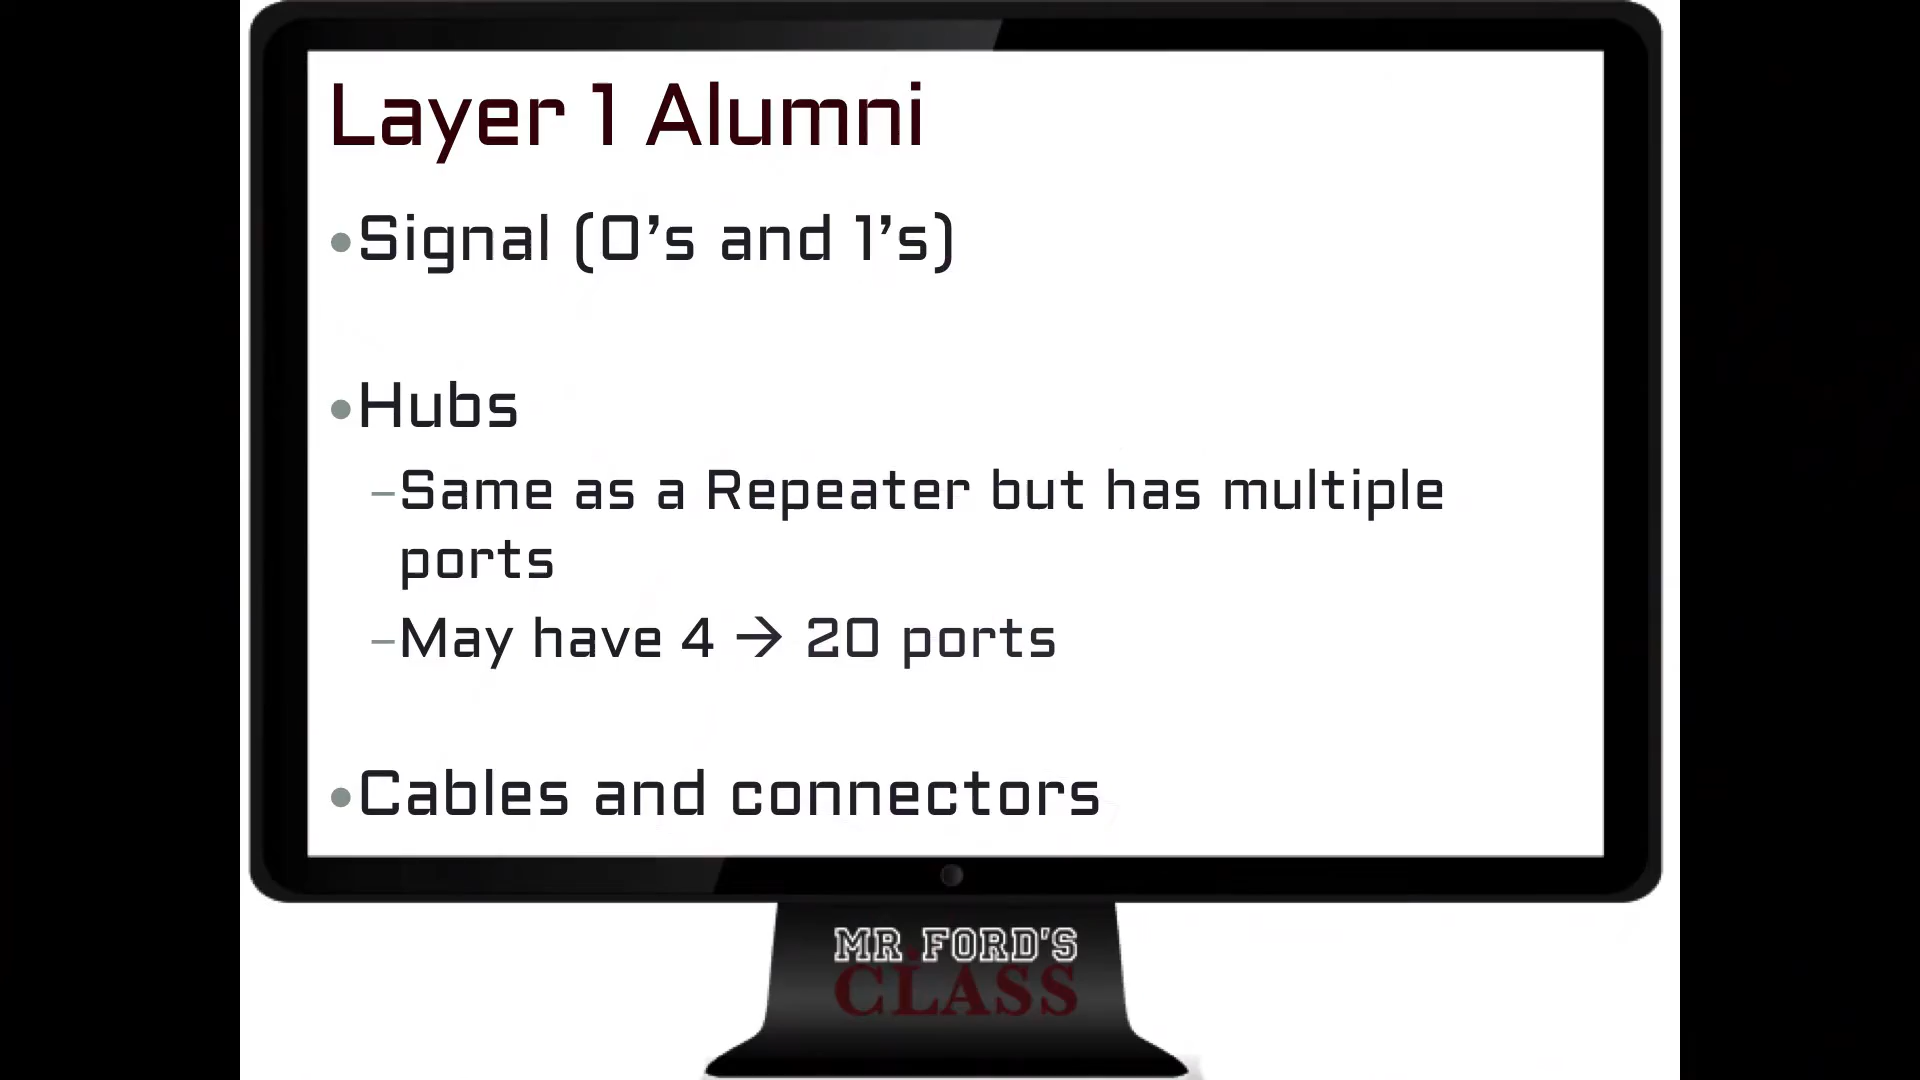 Layer 1 Alumni
•Signal (0’s and 1’s)
•Hubs
–Same as a Repeater but has multiple
ports
–May have 4 → 20 ports
•Cables and connectors
MR FORD'S
CLASS